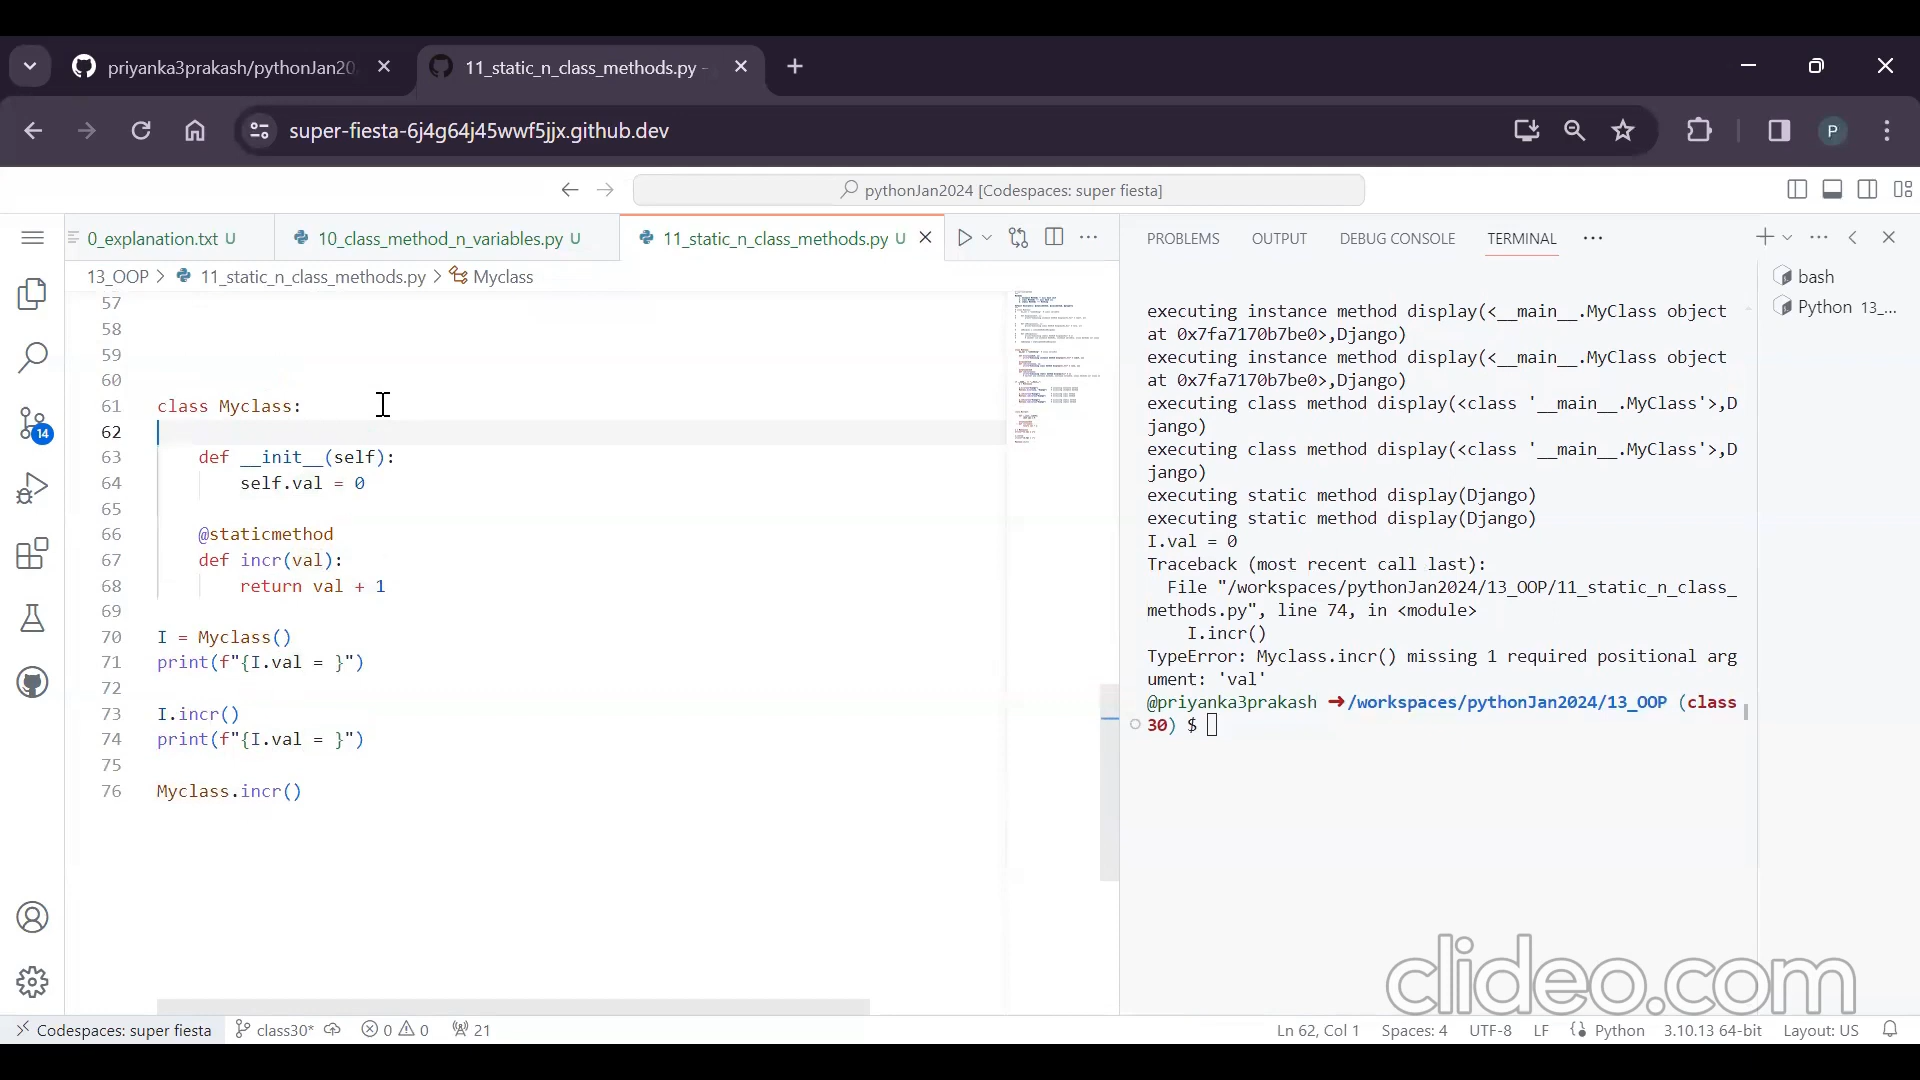 priyanka3prakash/pythonJan20
11_static_n_class_methods.py -
super-fiesta-6j4g64j45wwf5jjx.github.dev
P
pythonJan2024 [Codespaces: super fiesta]
0_explanation.txt U
10_class_method_n_variables.py U
11_static_n_class_methods.py U
13_OOP > 11_static_n_class_methods.py > Myclass
57
58
59
60
61 class Myclass:
62
63 def __init__(self):
64 self.val = 0
65
66 @staticmethod
67 def incr(val):
68 return val + 1
69
70 I = Myclass()
71 print(f"{I.val = }")
72
73 I.incr()
74 print(f"{I.val = }")
75
76 Myclass.incr()
PROBLEMS OUTPUT DEBUG CONSOLE TERMINAL
bash
Python 13_...
executing instance method display(<__main__.MyClass object
at 0x7fa7170b7be0>,Django)
executing instance method display(<__main__.MyClass object
at 0x7fa7170b7be0>,Django)
executing class method display(<class '__main__.MyClass'>,D
jango)
executing class method display(<class '__main__.MyClass'>,D
jango)
executing static method display(Django)
executing static method display(Django)
I.val = 0
Traceback (most recent call last):
File "/workspaces/pythonJan2024/13_OOP/11_static_n_class_
methods.py", line 74, in <module>
I.incr()
TypeError: Myclass.incr() missing 1 required positional arg
ument: 'val'
@priyanka3prakash ➜/workspaces/pythonJan2024/13_OOP (class
30) $
14
clideo.com
Codespaces: super fiesta class30* 0 0 21 Ln 62, Col 1 Spaces: 4 UTF-8 LF Python 3.10.13 64-bit Layout: US